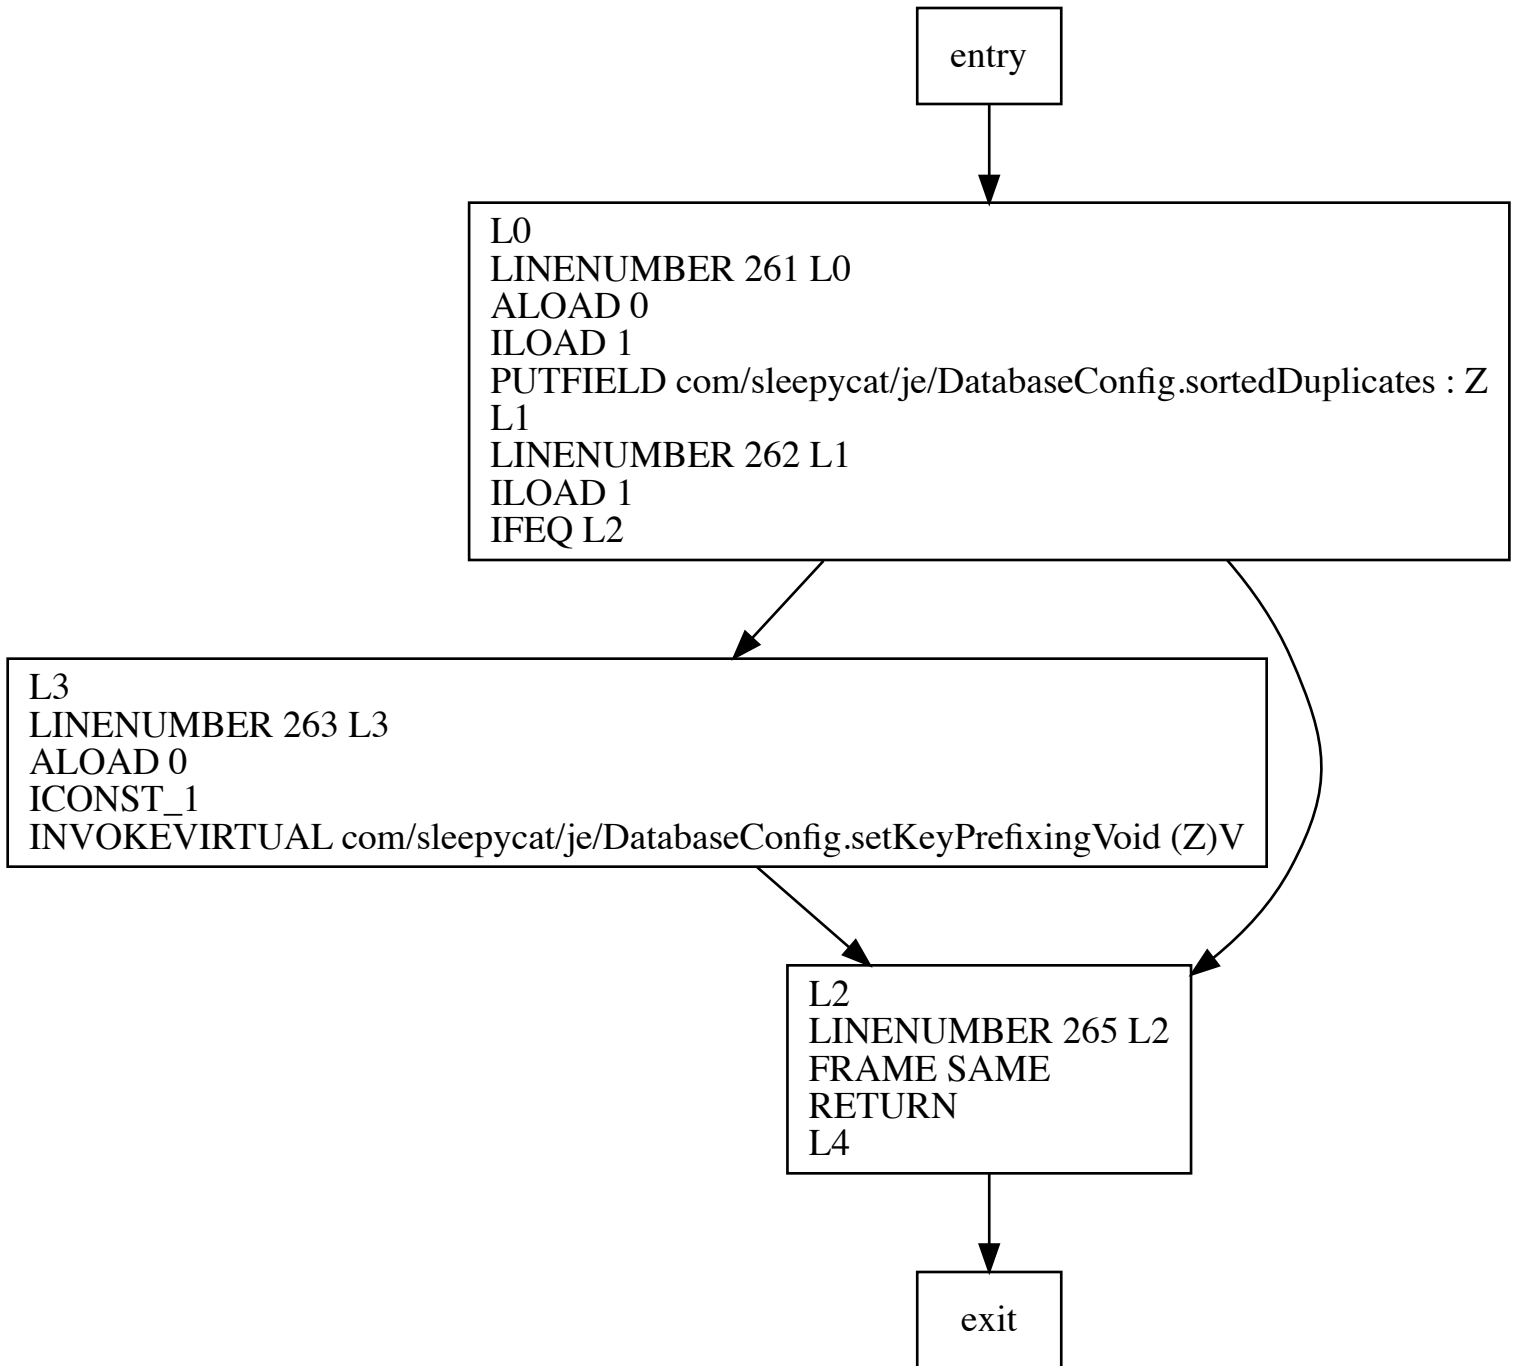 entry
L0
LINENUMBER 261 L0
ALOAD 0
ILOAD 1
PUTFIELD com/sleepycat/je/DatabaseConfig.sortedDuplicates : Z
L1
LINENUMBER 262 L1
ILOAD 1
IFEQ L2
L3
LINENUMBER 263 L3
ALOAD 0
ICONST_1
INVOKEVIRTUAL com/sleepycat/je/DatabaseConfig.setKeyPrefixingVoid (Z)V
L2
LINENUMBER 265 L2
FRAME SAME
RETURN
L4
exit